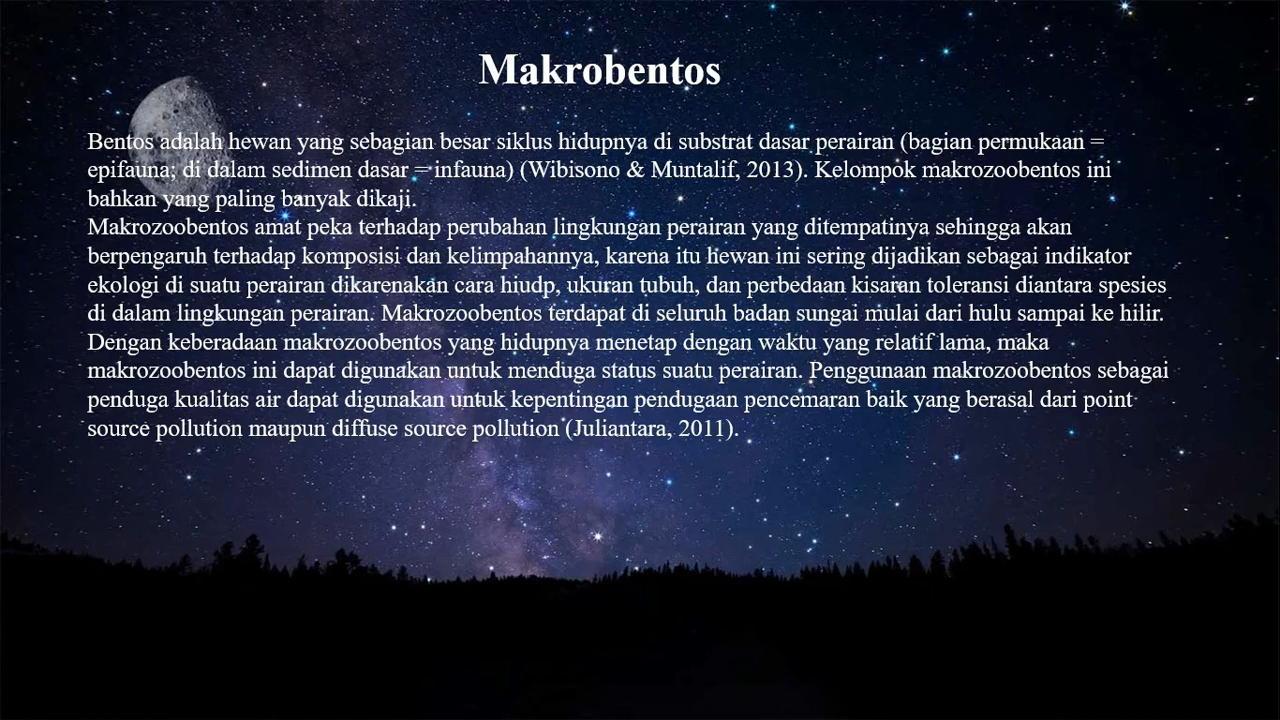 Makrobentos
Bentos adalah hewan yang sebagian besar siklus hidupnya di substrat dasar perairan (bagian permukaan =
epifauna; di dalam sedimen dasar = infauna) (Wibisono & Muntalif, 2013). Kelompok makrozoobentos ini
bahkan yang paling banyak dikaji.
Makrozoobentos amat peka terhadap perubahan lingkungan perairan yang ditempatinya sehingga akan
berpengaruh terhadap komposisi dan kelimpahannya, karena itu hewan ini sering dijadikan sebagai indikator
ekologi di suatu perairan dikarenakan cara hiudp, ukuran tubuh, dan perbedaan kisaran toleransi diantara spesies
di dalam lingkungan perairan. Makrozoobentos terdapat di seluruh badan sungai mulai dari hulu sampai ke hilir.
Dengan keberadaan makrozoobentos yang hidupnya menetap dengan waktu yang relatif lama, maka
makrozoobentos ini dapat digunakan untuk menduga status suatu perairan. Penggunaan makrozoobentos sebagai
penduga kualitas air dapat digunakan untuk kepentingan pendugaan pencemaran baik yang berasal dari point
source pollution maupun diffuse source pollution (Juliantara, 2011).